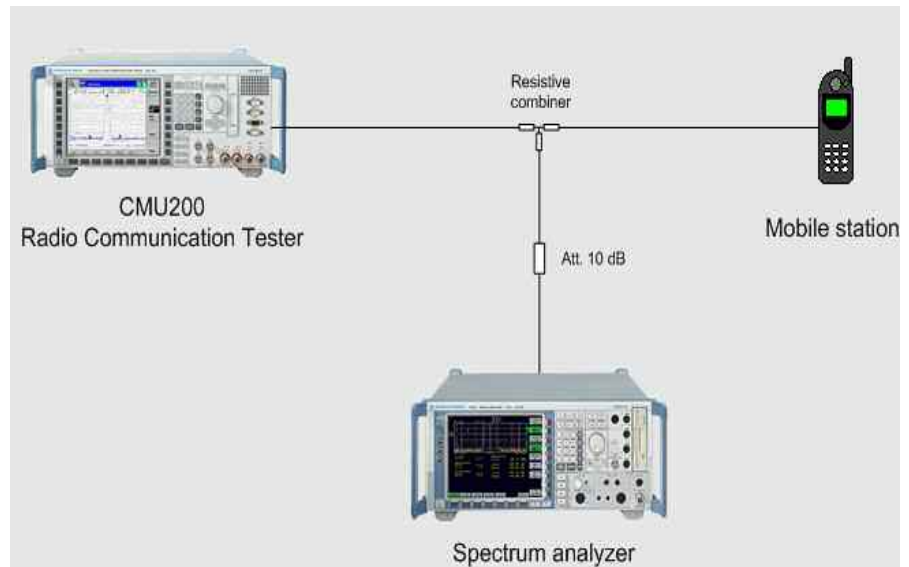 Resistive
combiner
CMU200
Radio Communication Tester
Mobile station
Att. 10 dB
Spectrum analyzer